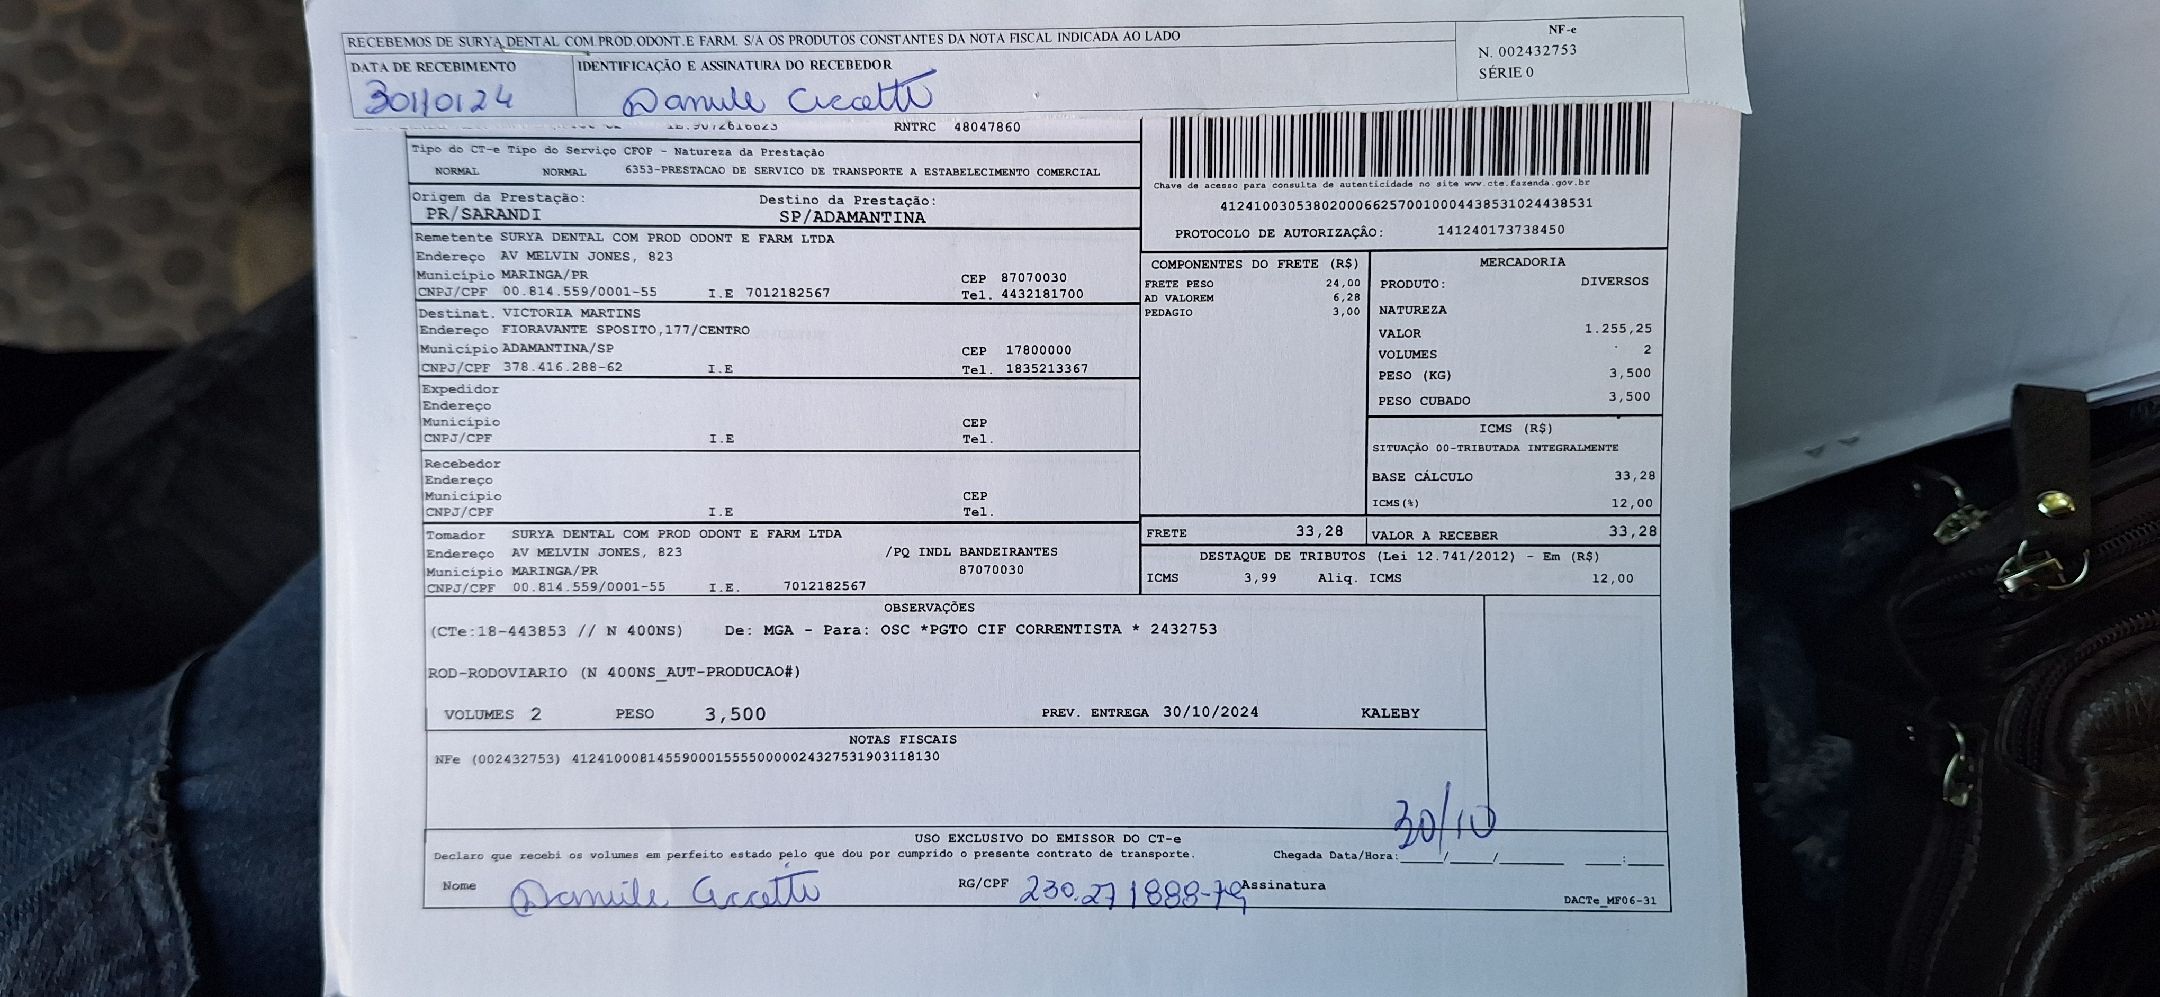 RECEBEMOS DE SURYA DENTAL COM PROD.ODONT.E FARM. S/A OS PRODUTOS CONSTANTES DA NOTA FISCAL INDICADA AO LADO
NF-e
N. 002432753
SÉRIE 0
DATA DE RECEBIMENTO
30/10/24
IDENTIFICAÇÃO E ASSINATURA DO RECEBEDOR
RNTRC 48047860
Tipo do CT-e Tipo do Serviço CFOP - Natureza da Prestação
NORMAL NORMAL 6353-PRESTACAO DE SERVICO DE TRANSPORTE A ESTABELECIMENTO COMERCIAL
Origem da Prestação: Destino da Prestação:
PR/SARANDI SP/ADAMANTINA
Chave de acesso para consulta de autenticidade no site www.cte.fazenda.gov.br
41241003053802000662570010004438531024438531
PROTOCOLO DE AUTORIZAÇÂO: 141240173738450
Remetente SURYA DENTAL COM PROD ODONT E FARM LTDA
Endereço AV MELVIN JONES, 823
Município MARINGA/PR CEP 87070030
CNPJ/CPF 00.814.559/0001-55 I.E 7012182567 Tel. 4432181700
Destinat. VICTORIA MARTINS
Endereço FIORAVANTE SPOSITO,177/CENTRO
Município ADAMANTINA/SP CEP 17800000
CNPJ/CPF 378.416.288-62 I.E Tel. 1835213367
Expedidor
Endereço
Município CEP
CNPJ/CPF I.E Tel.
Recebedor
Endereço
Município CEP
CNPJ/CPF I.E Tel.
Tomador SURYA DENTAL COM PROD ODONT E FARM LTDA
Endereço AV MELVIN JONES, 823 /PQ INDL BANDEIRANTES
Município MARINGA/PR 87070030
CNPJ/CPF 00.814.559/0001-55 I.E. 7012182567
COMPONENTES DO FRETE (R$)
FRETE PESO 24,00
AD VALOREM 6,28
PEDAGIO 3,00
MERCADORIA
PRODUTO: DIVERSOS
NATUREZA
VALOR 1.255,25
VOLUMES 2
PESO (KG) 3,500
PESO CUBADO 3,500
ICMS (R$)
SITUAÇÃO 00-TRIBUTADA INTEGRALMENTE
BASE CÁLCULO 33,28
ICMS(%) 12,00
FRETE 33,28 VALOR A RECEBER 33,28
DESTAQUE DE TRIBUTOS (Lei 12.741/2012) - Em (R$)
ICMS 3,99 Aliq. ICMS 12,00
OBSERVAÇÕES
(CTe:18-443853 // N 400NS) De: MGA - Para: OSC *PGTO CIF CORRENTISTA * 2432753
ROD-RODOVIARIO (N 400NS_AUT-PRODUCAO#)
VOLUMES 2 PESO 3,500 PREV. ENTREGA 30/10/2024 KALEBY
NOTAS FISCAIS
NFe (002432753) 41241000814559000155550000024327531903118130
30/10
USO EXCLUSIVO DO EMISSOR DO CT-e
Declaro que recebi os volumes em perfeito estado pelo que dou por cumprido o presente contrato de transporte. Chegada Data/Hora:____/____/______ ___:___
Nome RG/CPF 230.271888-79 Assinatura
DACTe_MF06-31